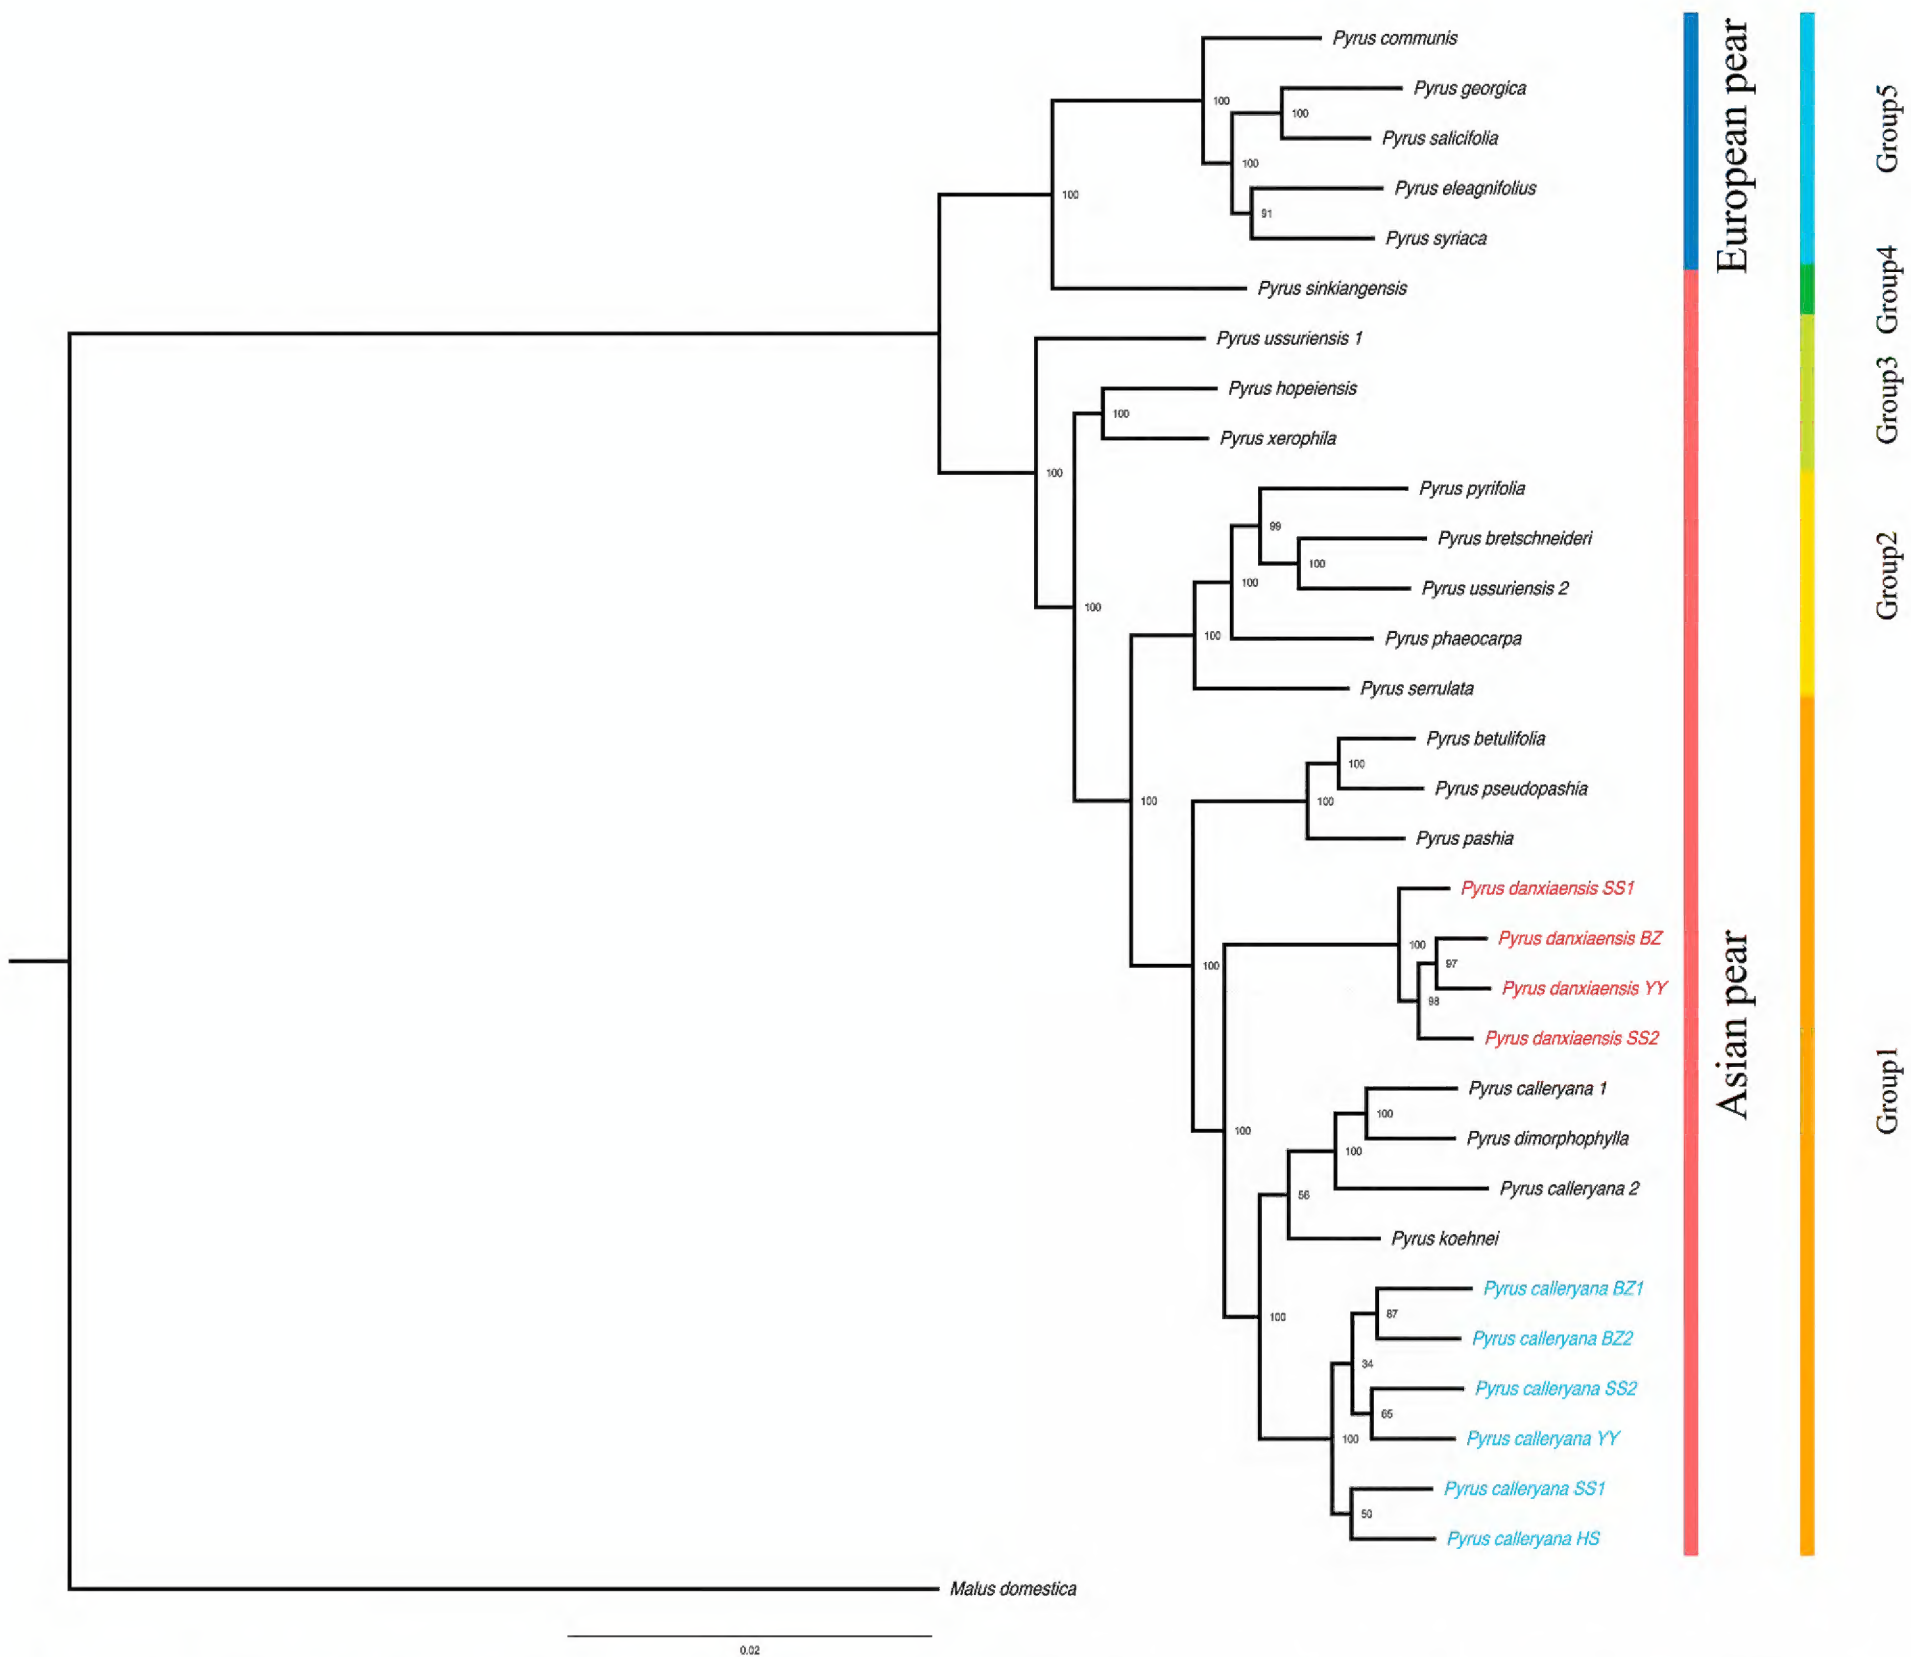 Pyrus communis
Pyrus georgica
100
100
Pyrus salicifolia
100
Pyrus eleagnifolius
100
91
Pyrus syriaca
Pyrus sinkiangensis
Pyrus ussuriensis 1
Pyrus hopeiensis
100
Pyrus xerophila
100
Pyrus pyrifolia
99
Pyrus bretschneideri
100
100
Pyrus ussuriensis 2
100
100
Pyrus phaeocarpa
Pyrus serrulata
Pyrus betulifolia
100
Pyrus pseudopashia
100
100
Pyrus pashia
Pyrus danxiaensis SS1
100
Pyrus danxiaensis BZ
97
100
Pyrus danxiaensis YY
98
Pyrus danxiaensis SS2
Pyrus calleryana 1
100
100
Pyrus dimorphophylla
100
Pyrus calleryana 2
56
Pyrus koehnei
Pyrus calleryana BZ1
100
87
Pyrus calleryana BZ2
34
Pyrus calleryana SS2
65
100
Pyrus calleryana YY
Pyrus calleryana SS1
50
Pyrus calleryana HS
Malus domestica
0.02
European pear
Asian pear
Group5
Group4
Group3
Group2
Group1